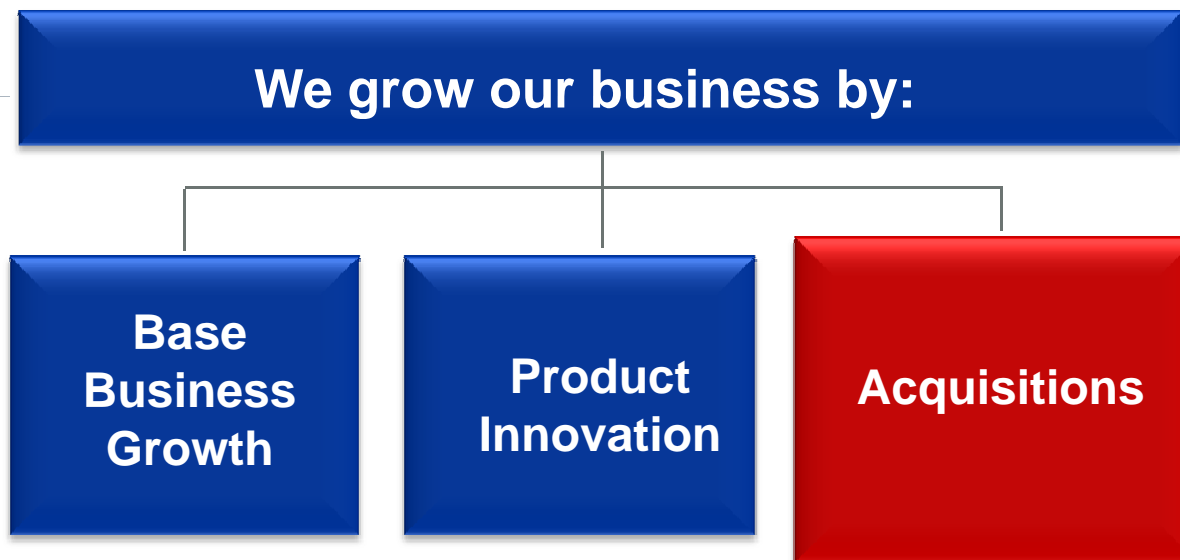 We grow our business by:
Base
Business
Growth
Product
Innovation
Acquisitions